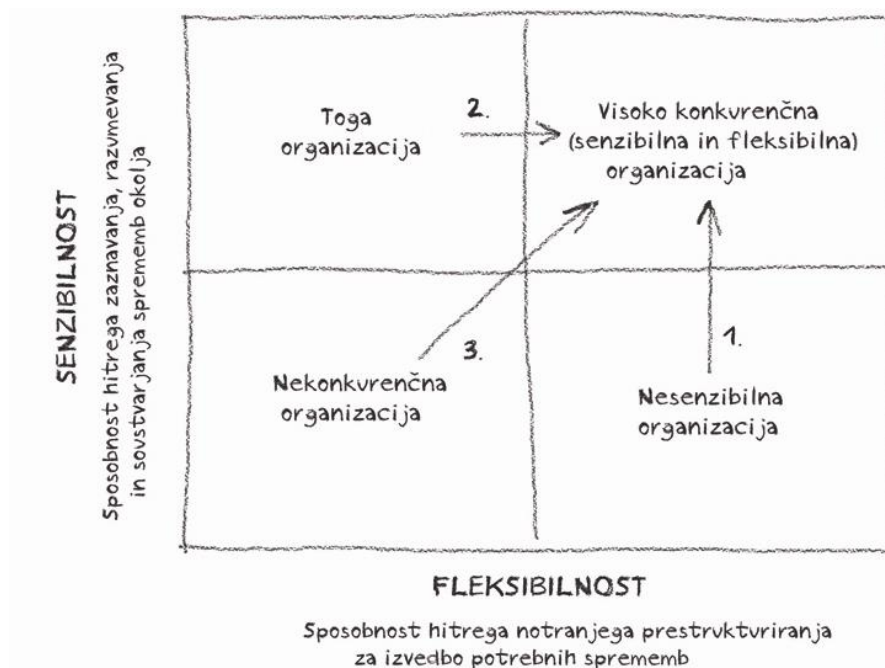 SENZIBILNOST
Sposobnost hitrega zaznavanja, razumevanja
in soustvarjanja sprememb okolja
Toga
organizacija
2.
Visoko konkurenčna
(senzibilna in fleksibilna)
organizacija
Nekonkurenčna
organizacija
3.
1.
Nesenzibilna
organizacija
FLEKSIBILNOST
Sposobnost hitrega notranjega prestrukturiranja
za izvedbo potrebnih sprememb